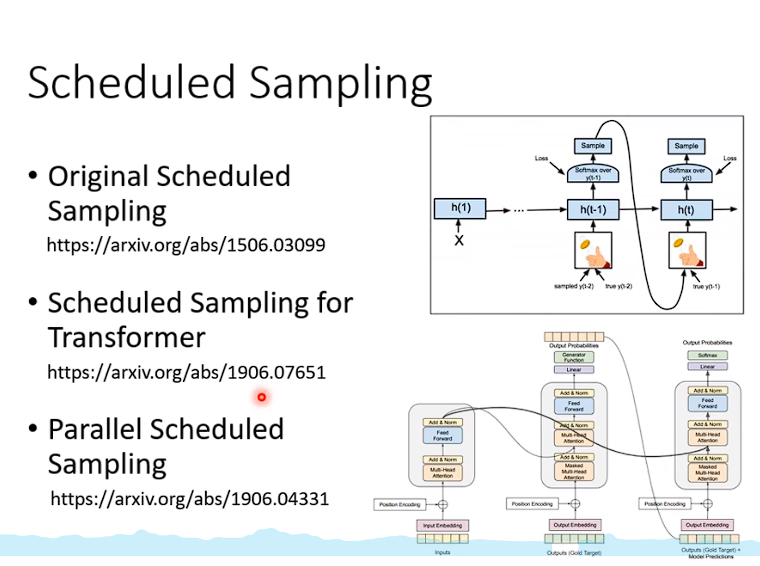 Scheduled Sampling
• Original Scheduled
Sampling
https://arxiv.org/abs/1506.03099
• Scheduled Sampling for
Transformer
https://arxiv.org/abs/1906.07651
• Parallel Scheduled
Sampling
https://arxiv.org/abs/1906.04331
Sample
Sample
Loss
Loss
Softmax over
y(t-1)
Softmax over
y(t)
h(1)
...
h(t-1)
h(t)
X
sampled y(t-2)
true y(t-2)
true y(t-1)
Output Probabilities
Generator
Function
Linear
Add & Norm
Feed
Forward
Add & Norm
Multi-Head
Attention
Add & Norm
Masked
Multi-Head
Attention
Position Encoding
Output Embedding
Outputs (Gold Target)
Add & Norm
Feed
Forward
Add & Norm
Multi-Head
Attention
Position Encoding
Input Embedding
Inputs
Output Probabilities
Softmax
Linear
Add & Norm
Feed
Forward
Add & Norm
Multi-Head
Attention
Add & Norm
Masked
Multi-Head
Attention
Position Encoding
Output Embedding
Outputs (Gold Target) +
Model Predictions